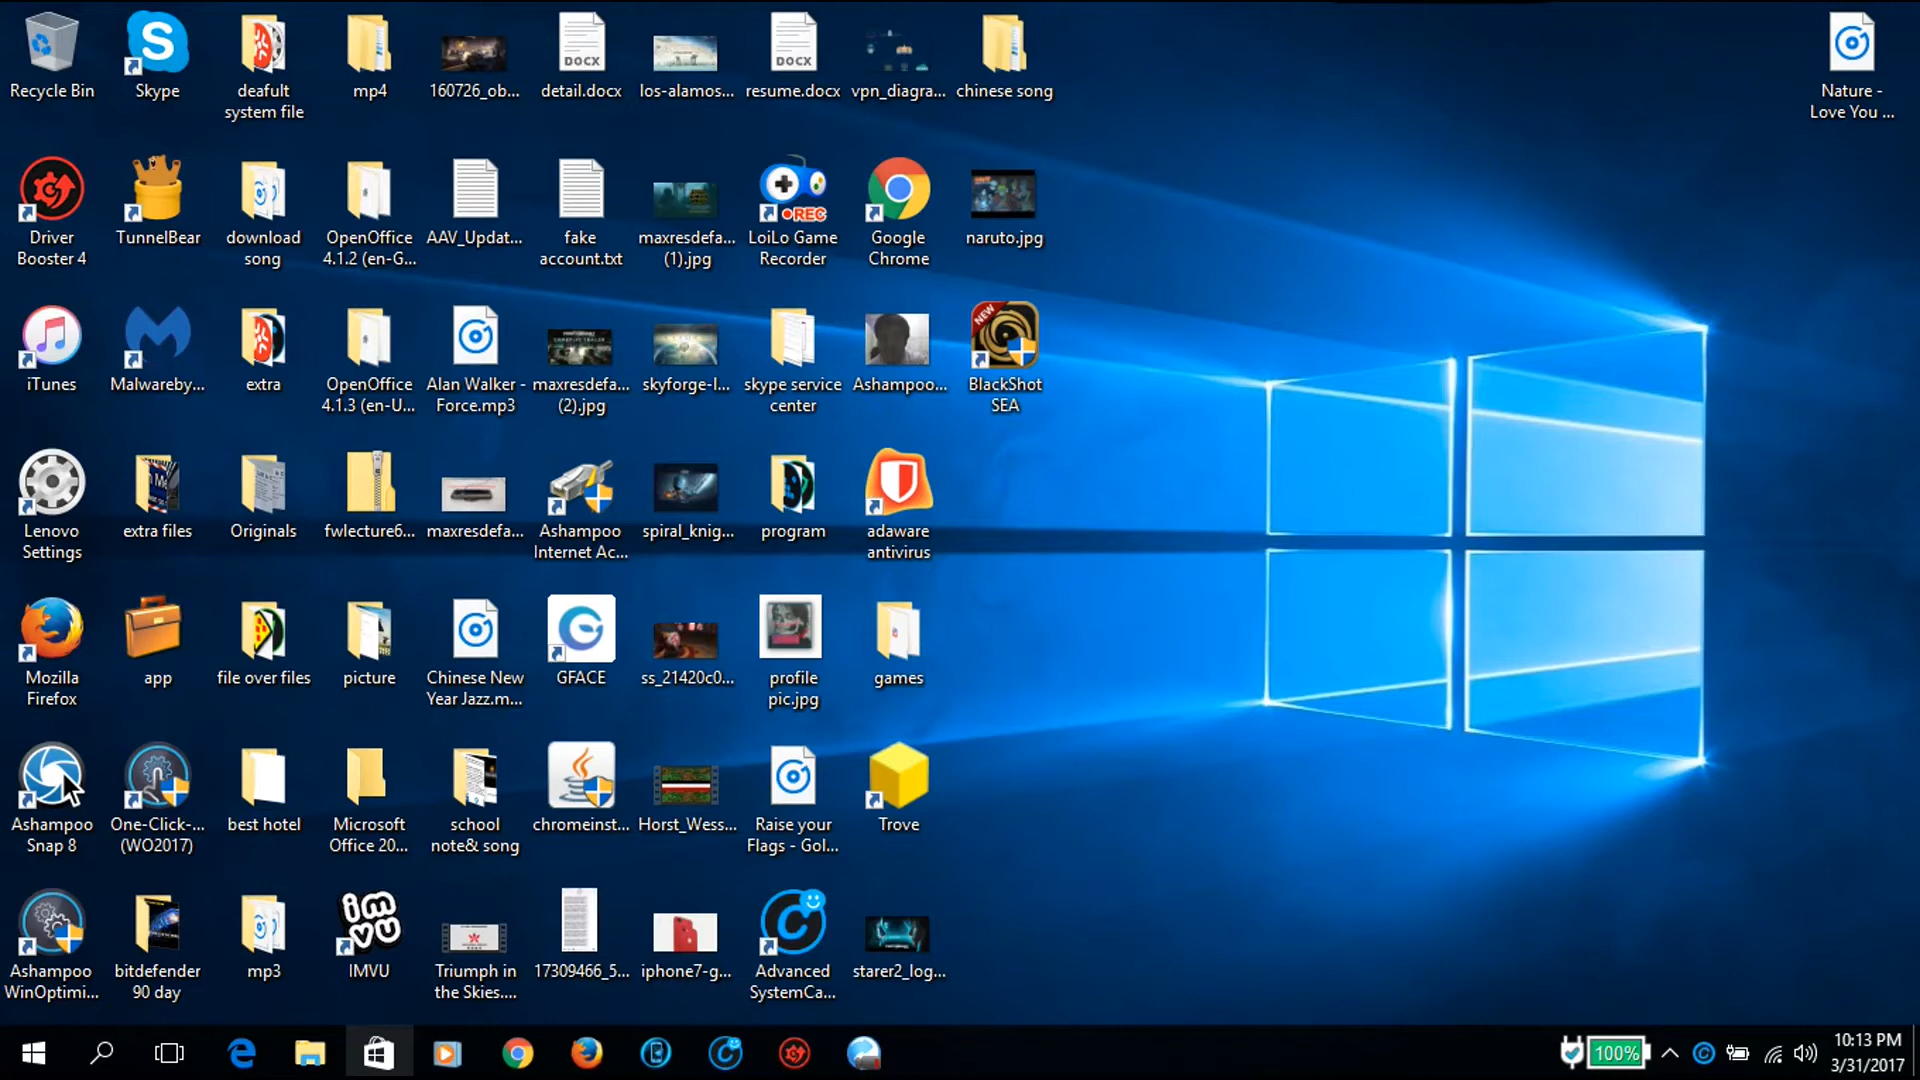 Recycle Bin
Skype
deafult
system file
mp4
160726_ob...
detail.docx
los-alamos...
resume.docx
vpn_diagra...
chinese song
Nature -
Love You ...
Driver
Booster 4
TunnelBear
download
song
OpenOffice
4.1.2 (en-G...
AAV_Updat...
fake
account.txt
maxresdefa...
(1).jpg
LoiLo Game
Recorder
Google
Chrome
naruto.jpg
iTunes
Malwareby...
extra
OpenOffice
4.1.3 (en-U...
Alan Walker -
Force.mp3
maxresdefa...
(2).jpg
skyforge-l...
skype service
center
Ashampoo...
BlackShot
SEA
Lenovo
Settings
extra files
Originals
fwlecture6...
maxresdefa...
Ashampoo
Internet Ac...
spiral_knig...
program
adaware
antivirus
Mozilla
Firefox
app
file over files
picture
Chinese New
Year Jazz.m...
GFACE
ss_21420c0...
profile
pic.jpg
games
Ashampoo
Snap 8
One-Click-...
(WO2017)
best hotel
Microsoft
Office 20...
school
note& song
chromeinst...
Horst_Wess...
Raise your
Flags - Gol...
Trove
Ashampoo
WinOptimi...
bitdefender
90 day
mp3
IMVU
Triumph in
the Skies....
17309466_5...
iphone7-g...
Advanced
SystemCa...
starer2_log...
100%
10:13 PM
3/31/2017
DOCX
DOCX
REC
NEW
imvu